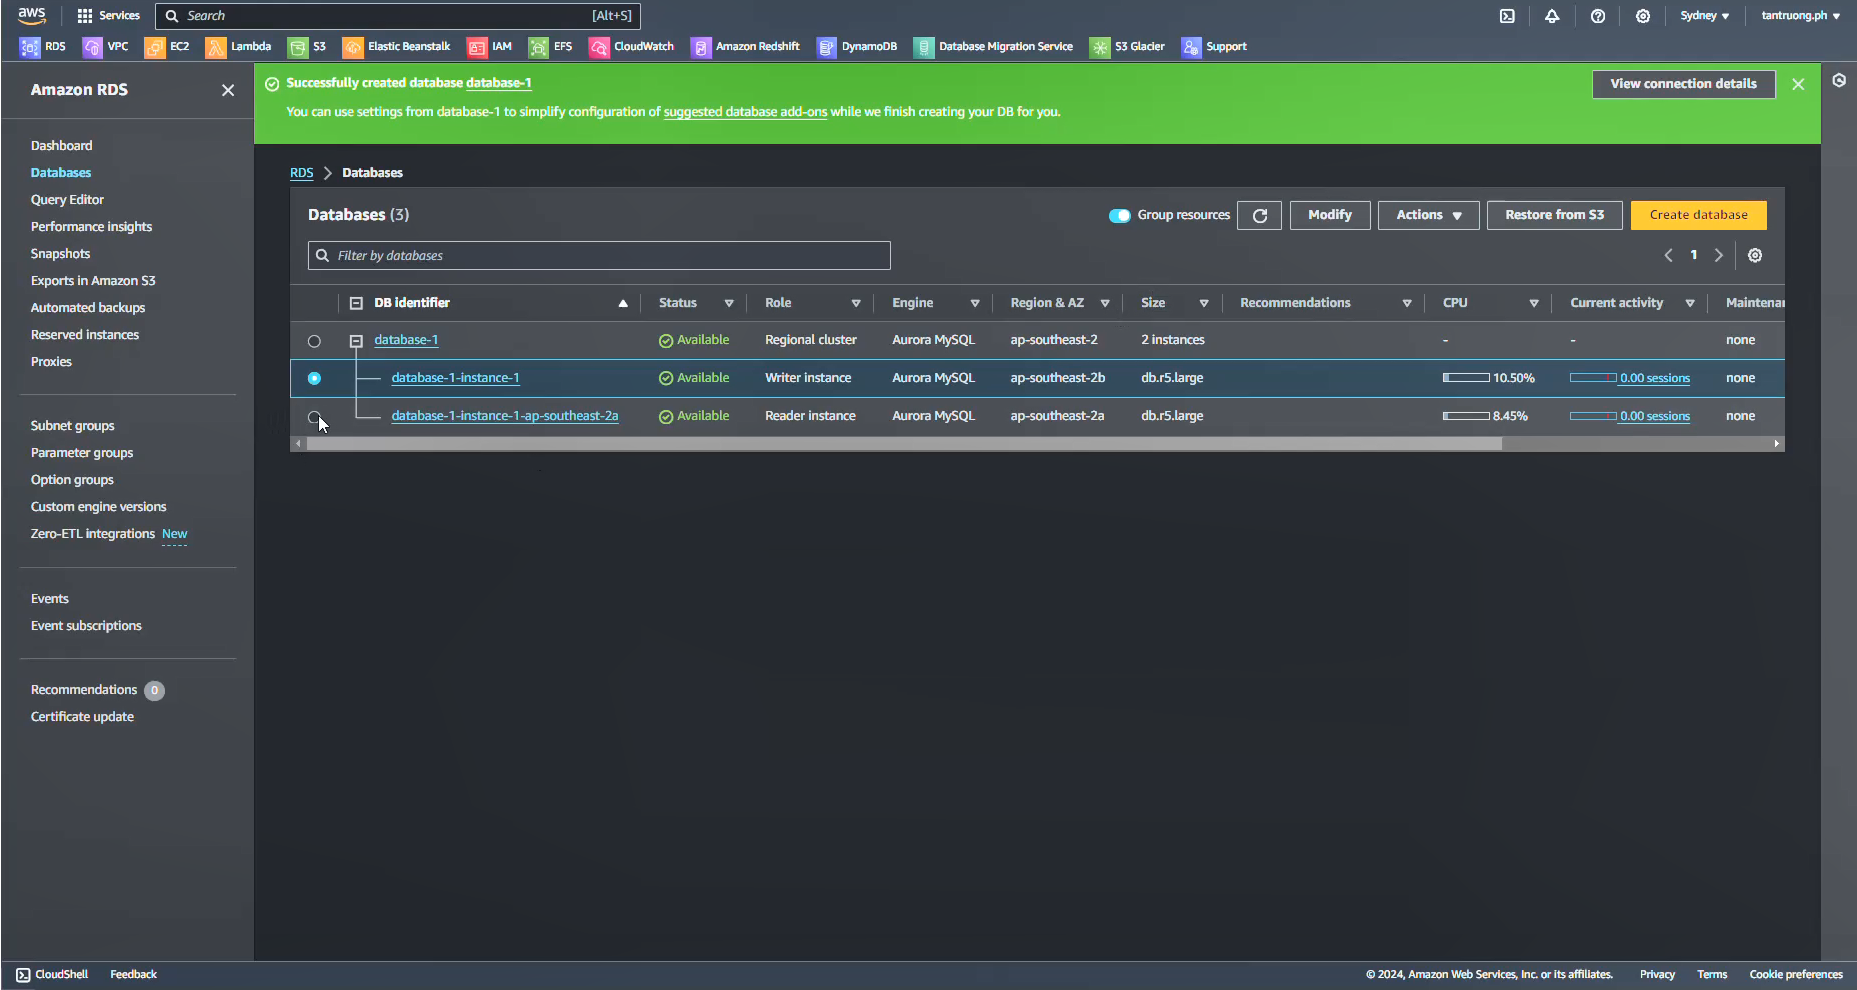 aws Services Search [Alt+S] Sydney tantruong.ph
RDS VPC EC2 Lambda S3 Elastic Beanstalk IAM EFS CloudWatch Amazon Redshift DynamoDB Database Migration Service S3 Glacier Support
Amazon RDS
Dashboard
Databases
Query Editor
Performance insights
Snapshots
Exports in Amazon S3
Automated backups
Reserved instances
Proxies
Subnet groups
Parameter groups
Option groups
Custom engine versions
Zero-ETL integrations New
Events
Event subscriptions
Recommendations 0
Certificate update
Successfully created database database-1
View connection details
You can use settings from database-1 to simplify configuration of suggested database add-ons while we finish creating your DB for you.
RDS > Databases
Databases (3) Group resources Modify Actions Restore from S3 Create database
Filter by databases 1
DB identifier Status Role Engine Region & AZ Size Recommendations CPU Current activity Maintenan
database-1 Available Regional cluster Aurora MySQL ap-southeast-2 2 instances - - none
database-1-instance-1 Available Writer instance Aurora MySQL ap-southeast-2b db.r5.large 10.50% 0.00 sessions none
database-1-instance-1-ap-southeast-2a Available Reader instance Aurora MySQL ap-southeast-2a db.r5.large 8.45% 0.00 sessions none
CloudShell Feedback © 2024, Amazon Web Services, Inc. or its affiliates. Privacy Terms Cookie preferences